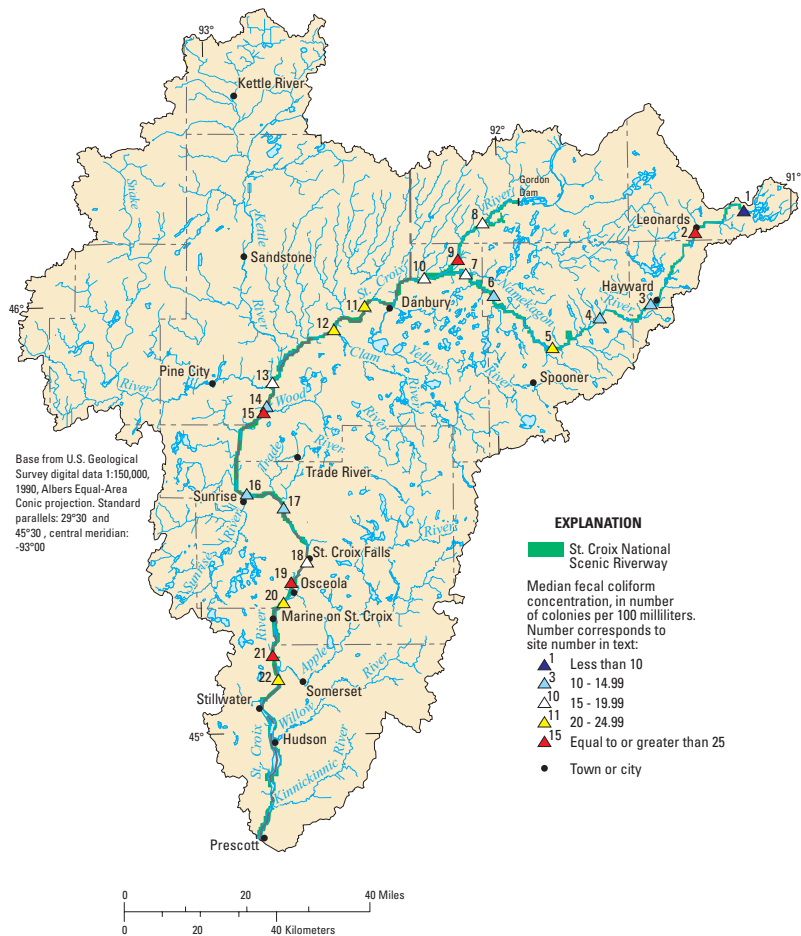 93°
Kettle River
92°
91°
Gordon
Dam
1
River
8
Leonards
2
Snake
Kettle
9
Sandstone
St. Croix
10
7
6
Namekagon
Hayward
3
River
46°
11
Danbury
4
River
12
5
Clam
Yellow
Pine City
13
River
River
River
Spooner
14
Wood
15
River
Trade
River
Trade River
Base from U.S. Geological
Survey digital data 1:150,000,
1990, Albers Equal-Area
Conic projection. Standard
parallels: 29°30 and
45°30 , central meridian:
-93°00
16
Sunrise
17
River
River
Sunrise
18
St. Croix Falls
19
Osceola
20
Marine on St. Croix
River
21
Apple
River
22
Somerset
Stillwater
Willow
45°
Hudson
St. Croix
Kinnickinnic River
Prescott
EXPLANATION
St. Croix National
Scenic Riverway
Median fecal coliform
concentration, in number
of colonies per 100 milliliters.
Number corresponds to
site number in text:
1 Less than 10
3 10 - 14.99
10 15 - 19.99
11 20 - 24.99
15 Equal to or greater than 25
Town or city
0 20 40 Miles
0 20 40 Kilometers